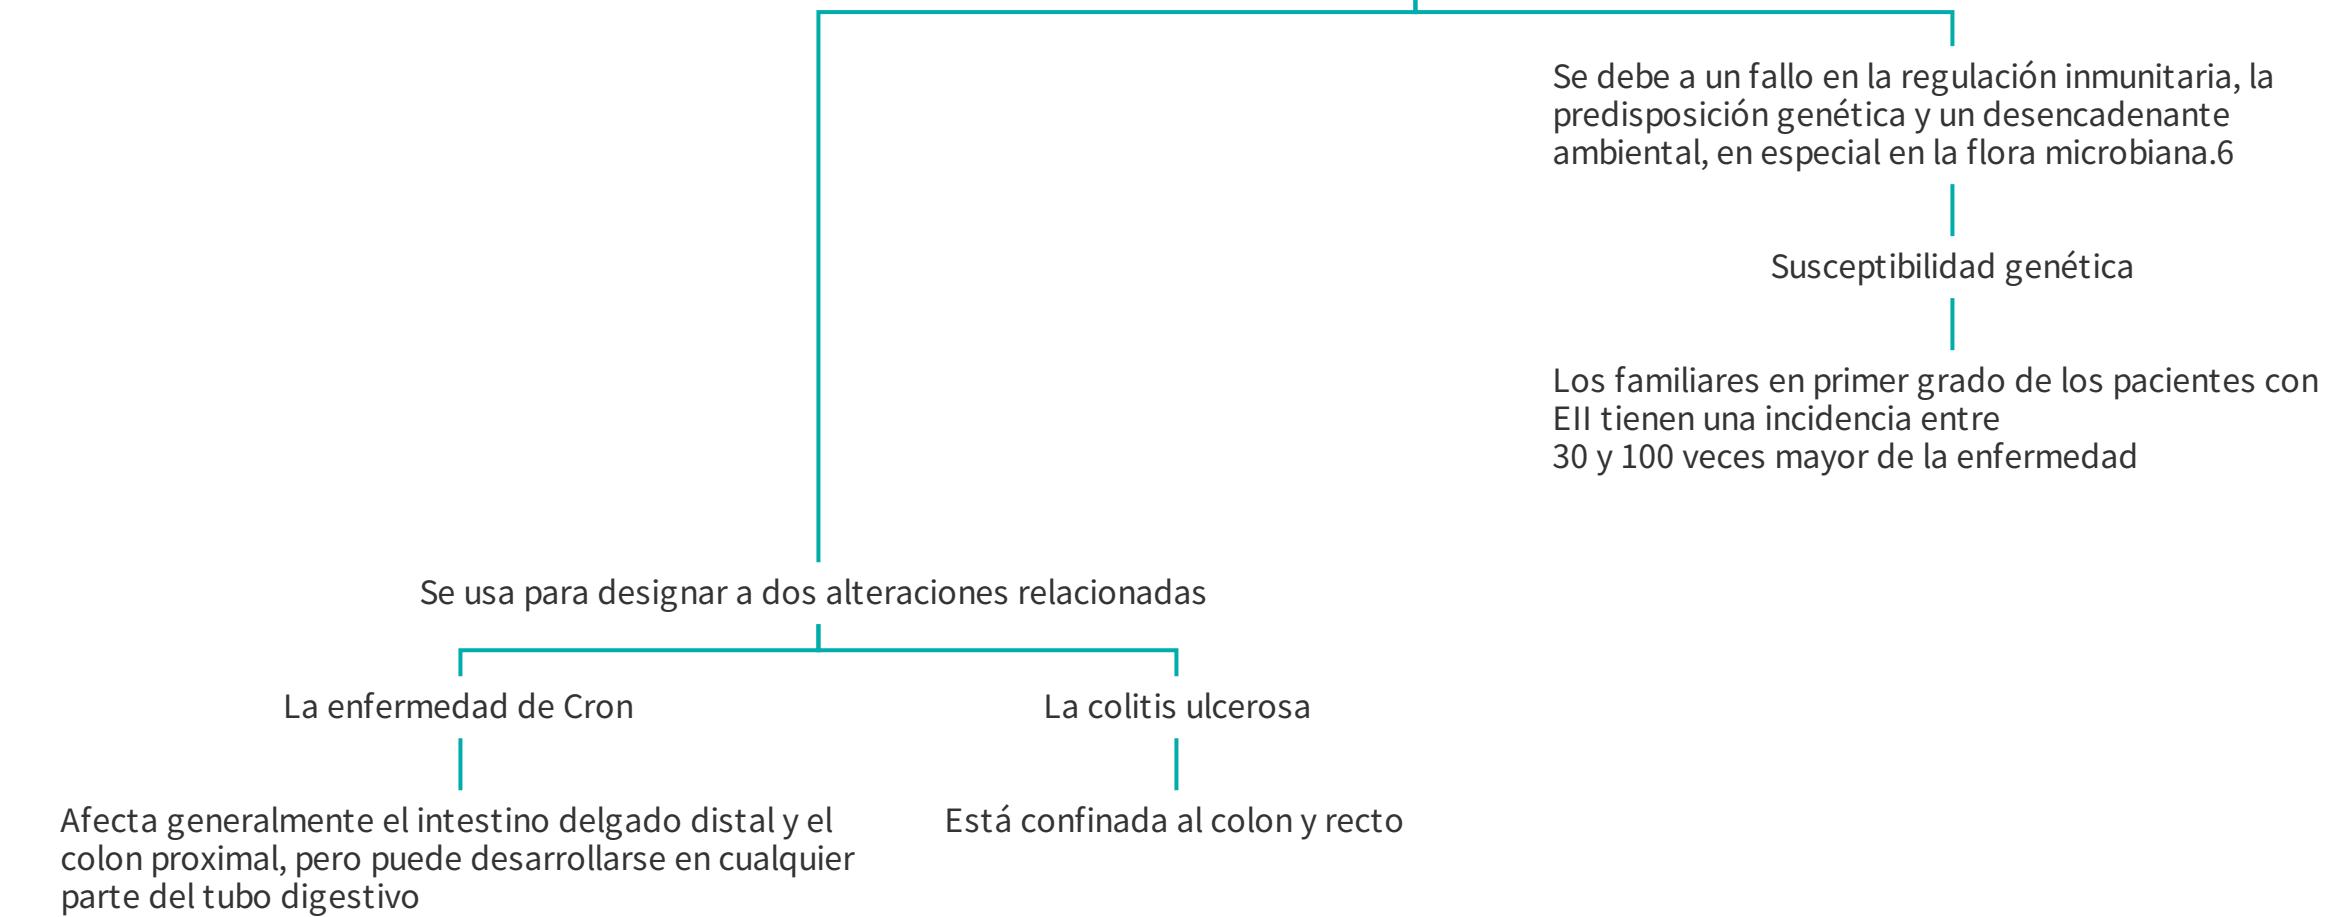 Se debe a un fallo en la regulación inmunitaria, la
predisposición genética y un desencadenante
ambiental, en especial en la flora microbiana.6
Susceptibilidad genética
Los familiares en primer grado de los pacientes con
EII tienen una incidencia entre
30 y 100 veces mayor de la enfermedad
Se usa para designar a dos alteraciones relacionadas
La enfermedad de Cron
La colitis ulcerosa
Afecta generalmente el intestino delgado distal y el
colon proximal, pero puede desarrollarse en cualquier
parte del tubo digestivo
Está confinada al colon y recto